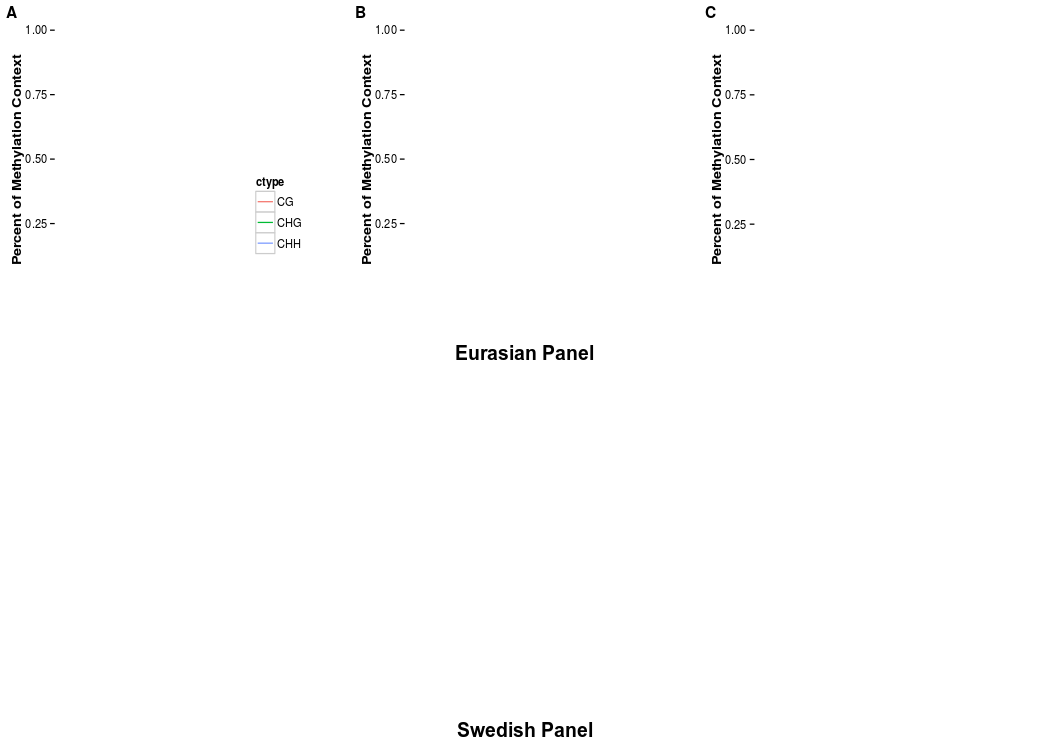 A
1.00
0.75
0.50
0.25
Percent of Methylation Context
ctype
CG
CHG
CHH
B
1.00
0.75
0.50
0.25
Percent of Methylation Context
C
1.00
0.75
0.50
0.25
Percent of Methylation Context
Eurasian Panel
Swedish Panel